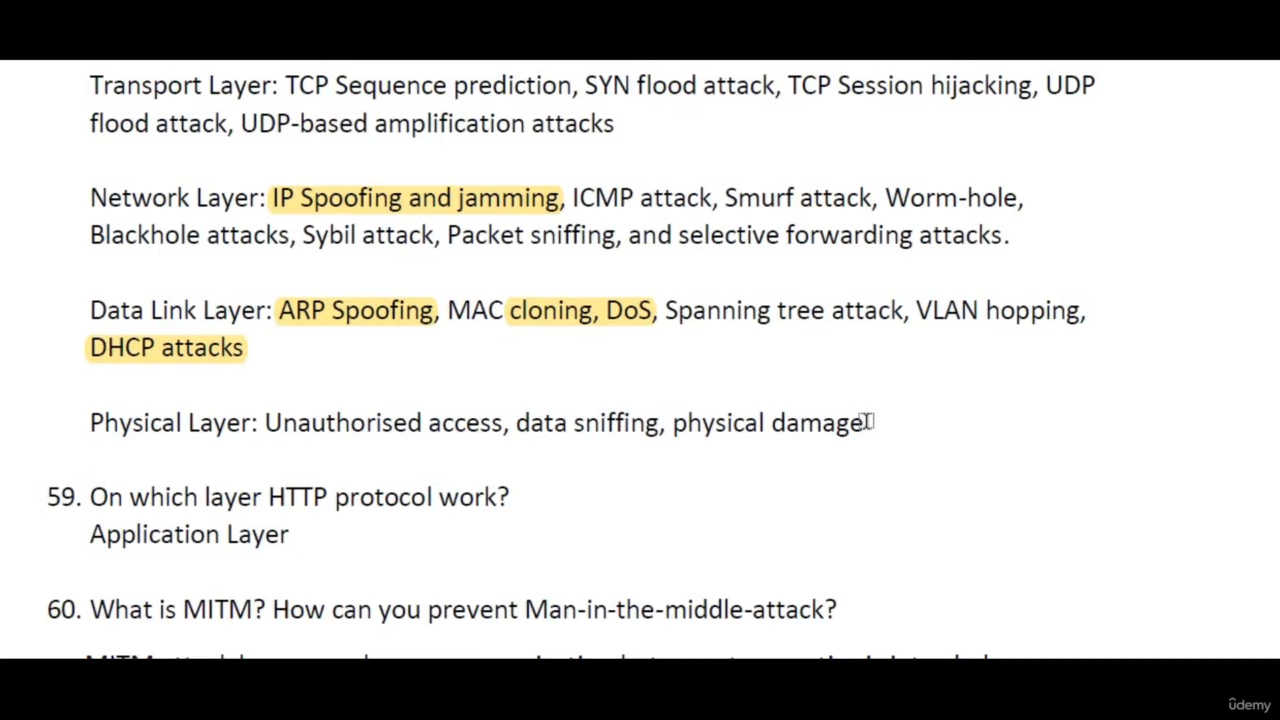 Transport Layer: TCP Sequence prediction, SYN flood attack, TCP Session hijacking, UDP
flood attack, UDP-based amplification attacks
Network Layer: IP Spoofing and jamming, ICMP attack, Smurf attack, Worm-hole,
Blackhole attacks, Sybil attack, Packet sniffing, and selective forwarding attacks.
Data Link Layer: ARP Spoofing, MAC cloning, DoS, Spanning tree attack, VLAN hopping,
DHCP attacks
Physical Layer: Unauthorised access, data sniffing, physical damage
59. On which layer HTTP protocol work?
Application Layer
60. What is MITM? How can you prevent Man-in-the-middle-attack?
ûdemy